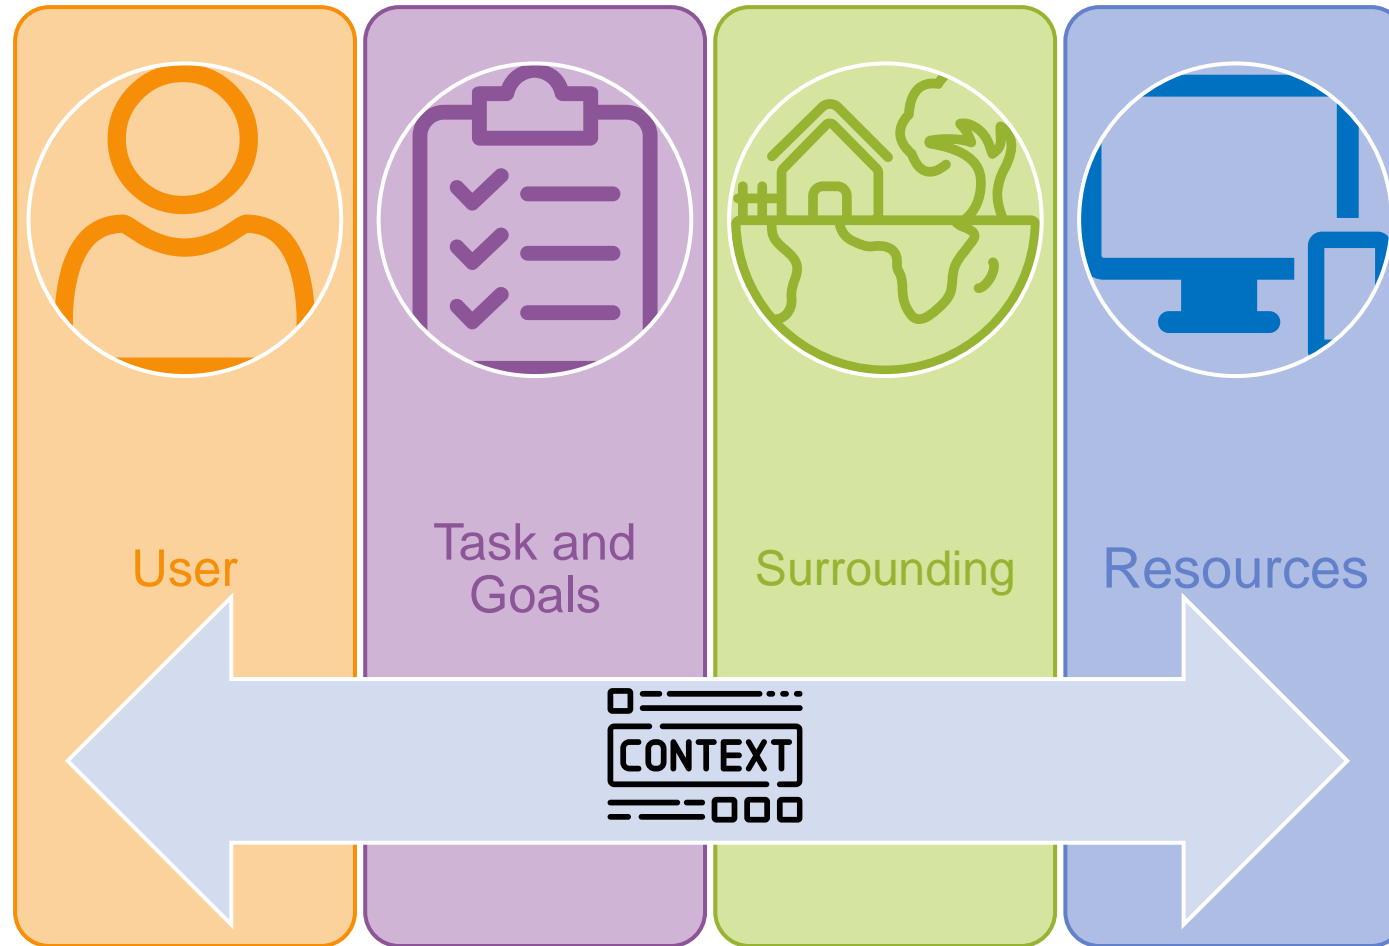 User
Task and
Goals
Surrounding
Resources
CONTEXT